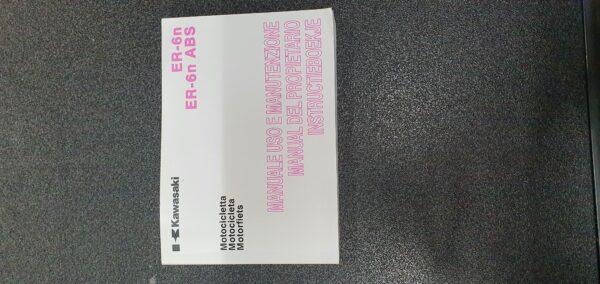 ER-6n
ER-6n ABS
Kawasaki
Motocicletta
Motocicleta
Motorfiets
MANUALE USO E MANUTENZIONE
MANUAL DEL PROPIETARIO
INSTRUCTIEBOEKJE